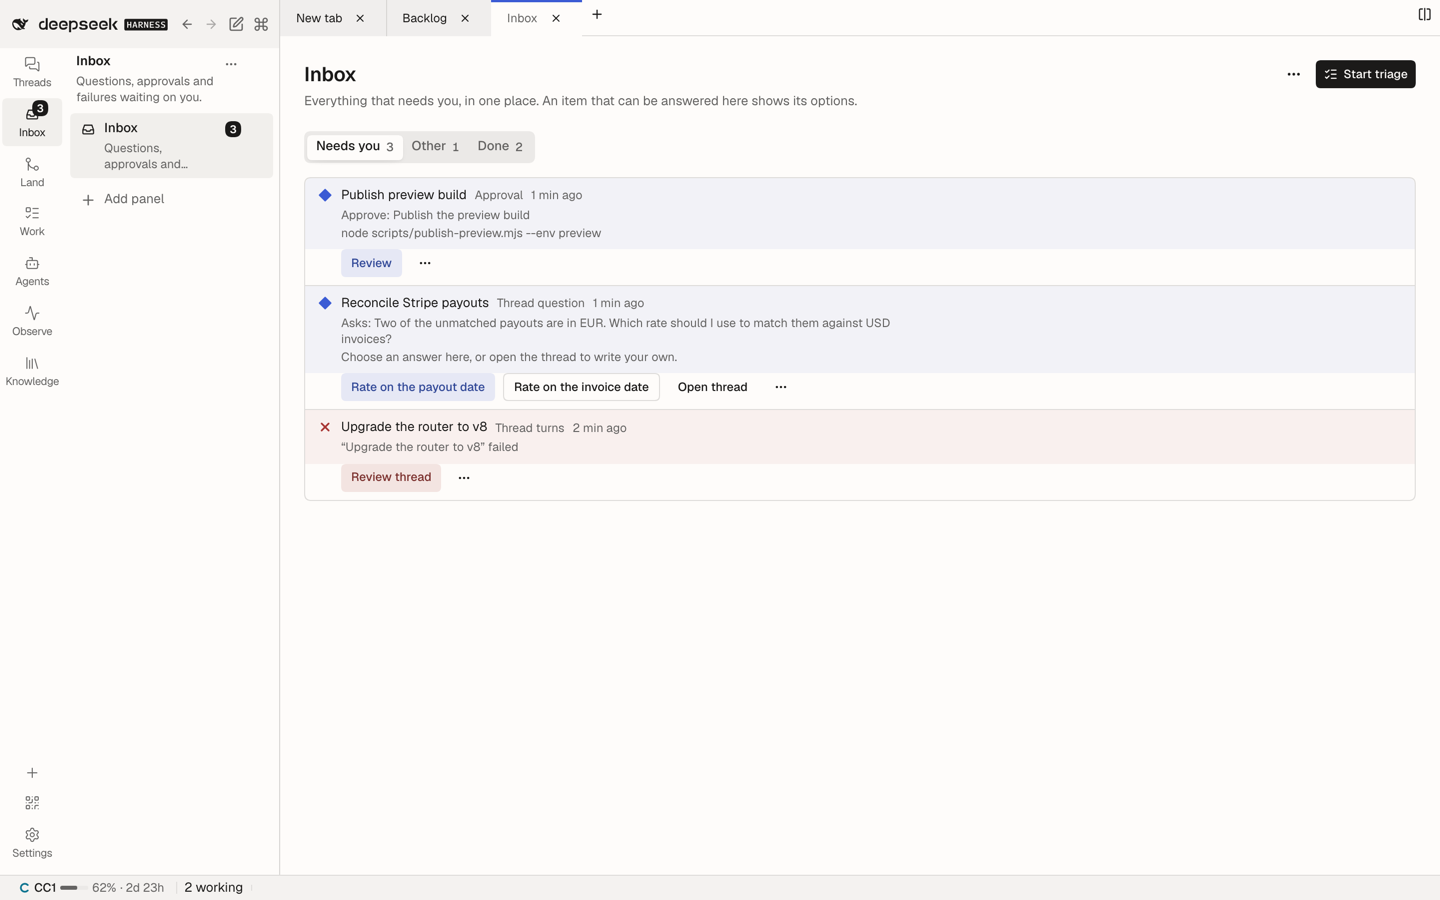 deepseek HARNESS
New tab
Backlog
Inbox
Threads
3
Inbox
Land
Work
Agents
Observe
Knowledge
Settings
Inbox
Questions, approvals and
failures waiting on you.
Inbox 3
Questions,
approvals and...
Add panel
Inbox
Start triage
Everything that needs you, in one place. An item that can be answered here shows its options.
Needs you 3 Other 1 Done 2
Publish preview build Approval 1 min ago
Approve: Publish the preview build
node scripts/publish-preview.mjs --env preview
Review
Reconcile Stripe payouts Thread question 1 min ago
Asks: Two of the unmatched payouts are in EUR. Which rate should I use to match them against USD
invoices?
Choose an answer here, or open the thread to write your own.
Rate on the payout date Rate on the invoice date Open thread
Upgrade the router to v8 Thread turns 2 min ago
“Upgrade the router to v8” failed
Review thread
CC1 62% · 2d 23h 2 working